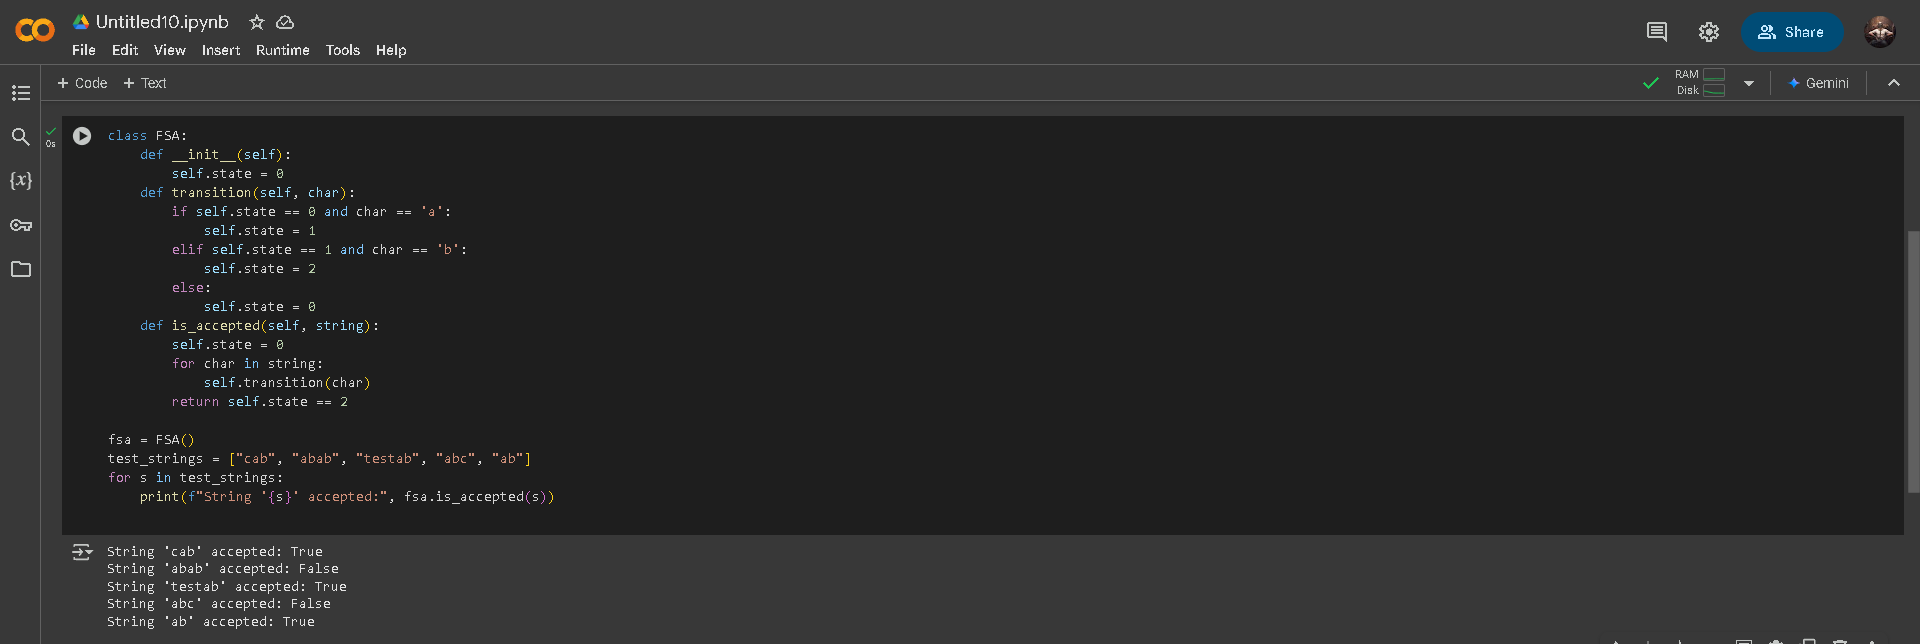 Untitled10.ipynb
File Edit View Insert Runtime Tools Help
Share
+ Code + Text
RAM
Disk
Gemini
{x}
0s
class FSA:
    def __init__(self):
        self.state = 0
    def transition(self, char):
        if self.state == 0 and char == 'a':
            self.state = 1
        elif self.state == 1 and char == 'b':
            self.state = 2
        else:
            self.state = 0
    def is_accepted(self, string):
        self.state = 0
        for char in string:
            self.transition(char)
        return self.state == 2
fsa = FSA()
test_strings = ["cab", "abab", "testab", "abc", "ab"]
for s in test_strings:
    print(f"String '{s}' accepted:", fsa.is_accepted(s))
String 'cab' accepted: True
String 'abab' accepted: False
String 'testab' accepted: True
String 'abc' accepted: False
String 'ab' accepted: True